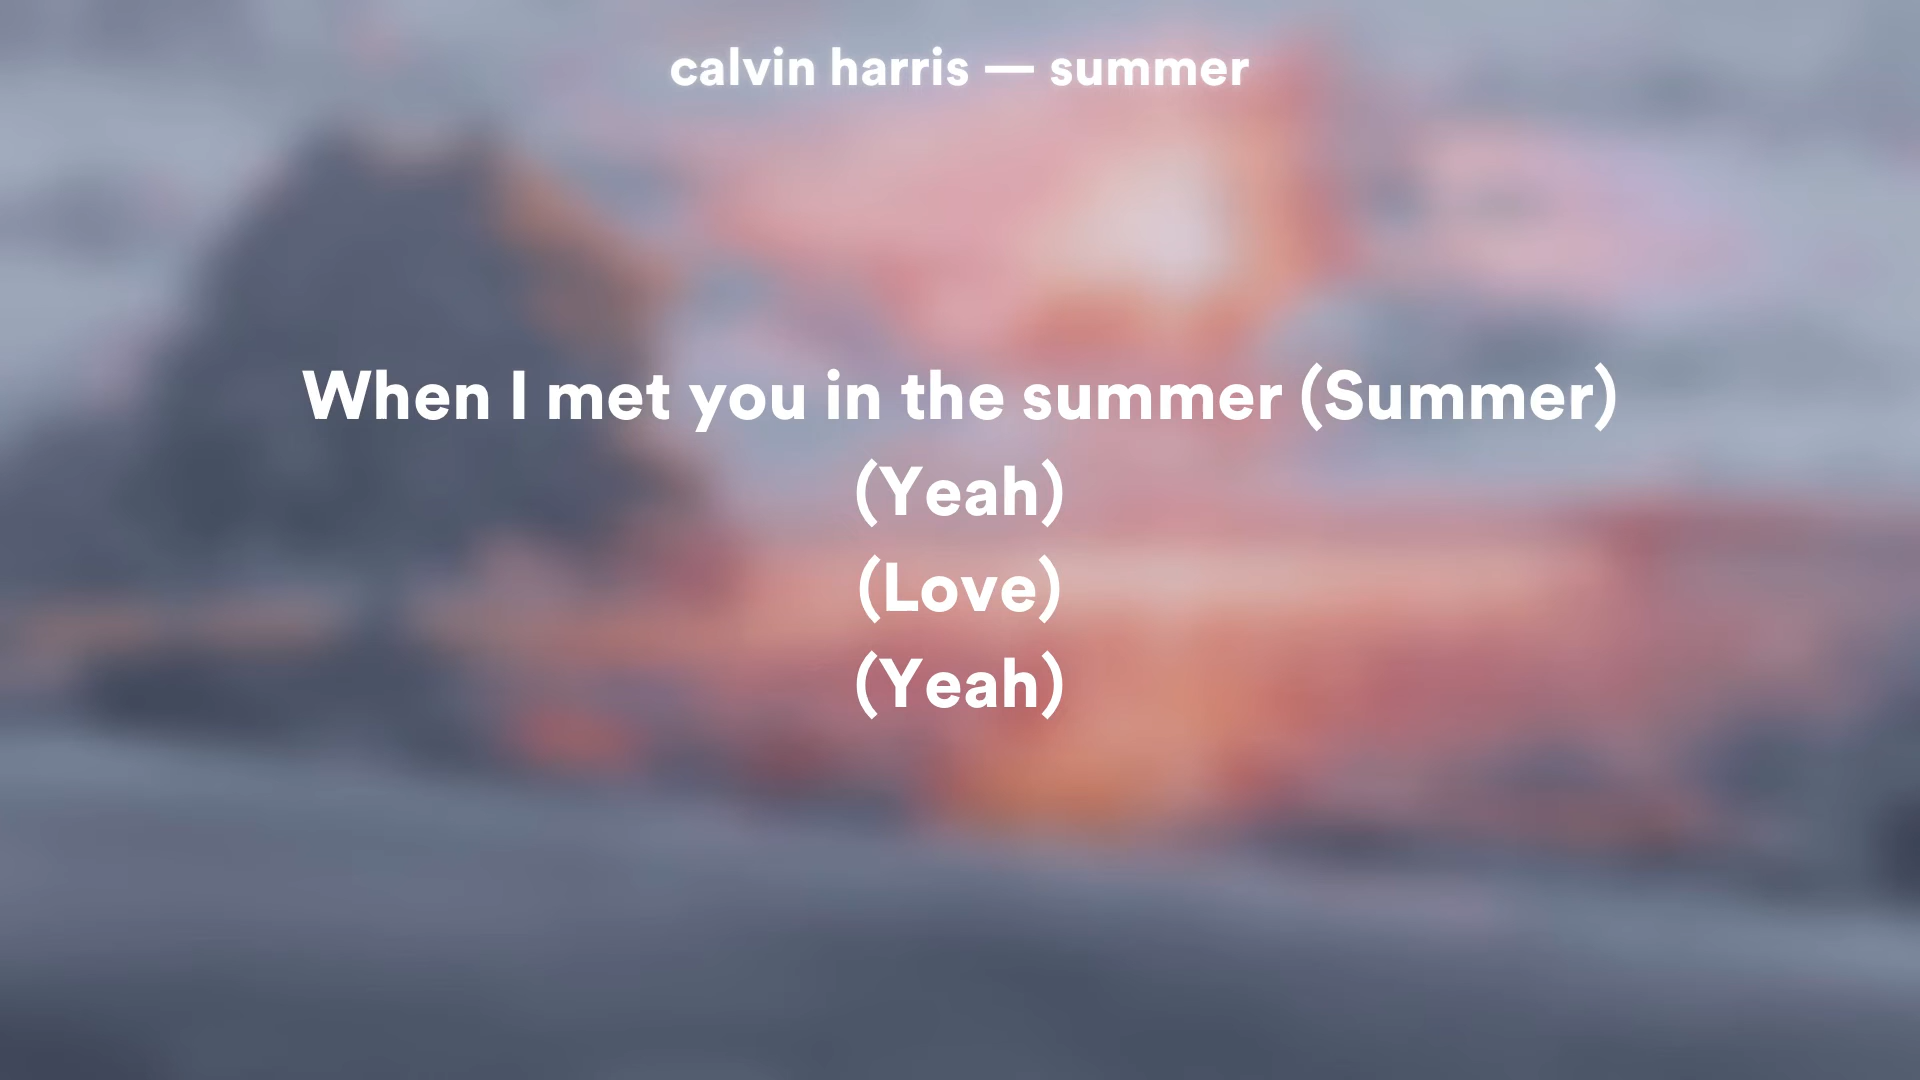 calvin harris — summer
When I met you in the summer (Summer)
(Yeah)
(Love)
(Yeah)